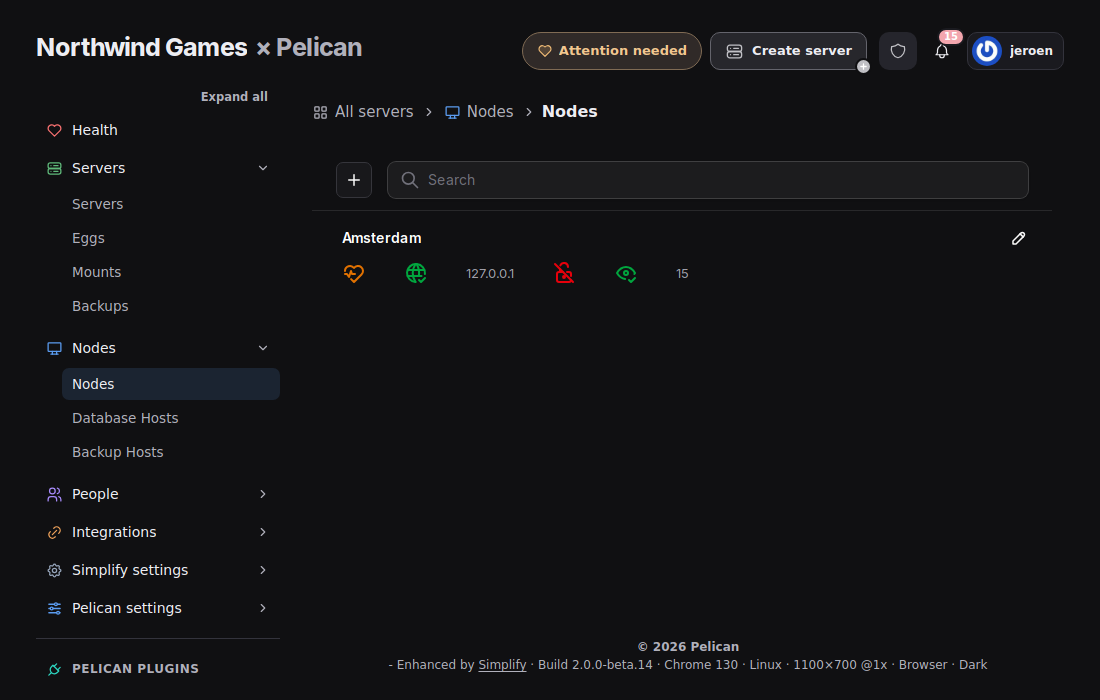 Northwind Games × Pelican
Attention needed
Create server
15
jeroen
Expand all
All servers > Nodes > Nodes
Health
Servers
Servers
Eggs
Mounts
Backups
Nodes
Nodes
Database Hosts
Backup Hosts
People
Integrations
Simplify settings
Pelican settings
PELICAN PLUGINS
Search
Amsterdam
127.0.0.1
15
© 2026 Pelican
- Enhanced by Simplify · Build 2.0.0-beta.14 · Chrome 130 · Linux · 1100×700 @1x · Browser · Dark